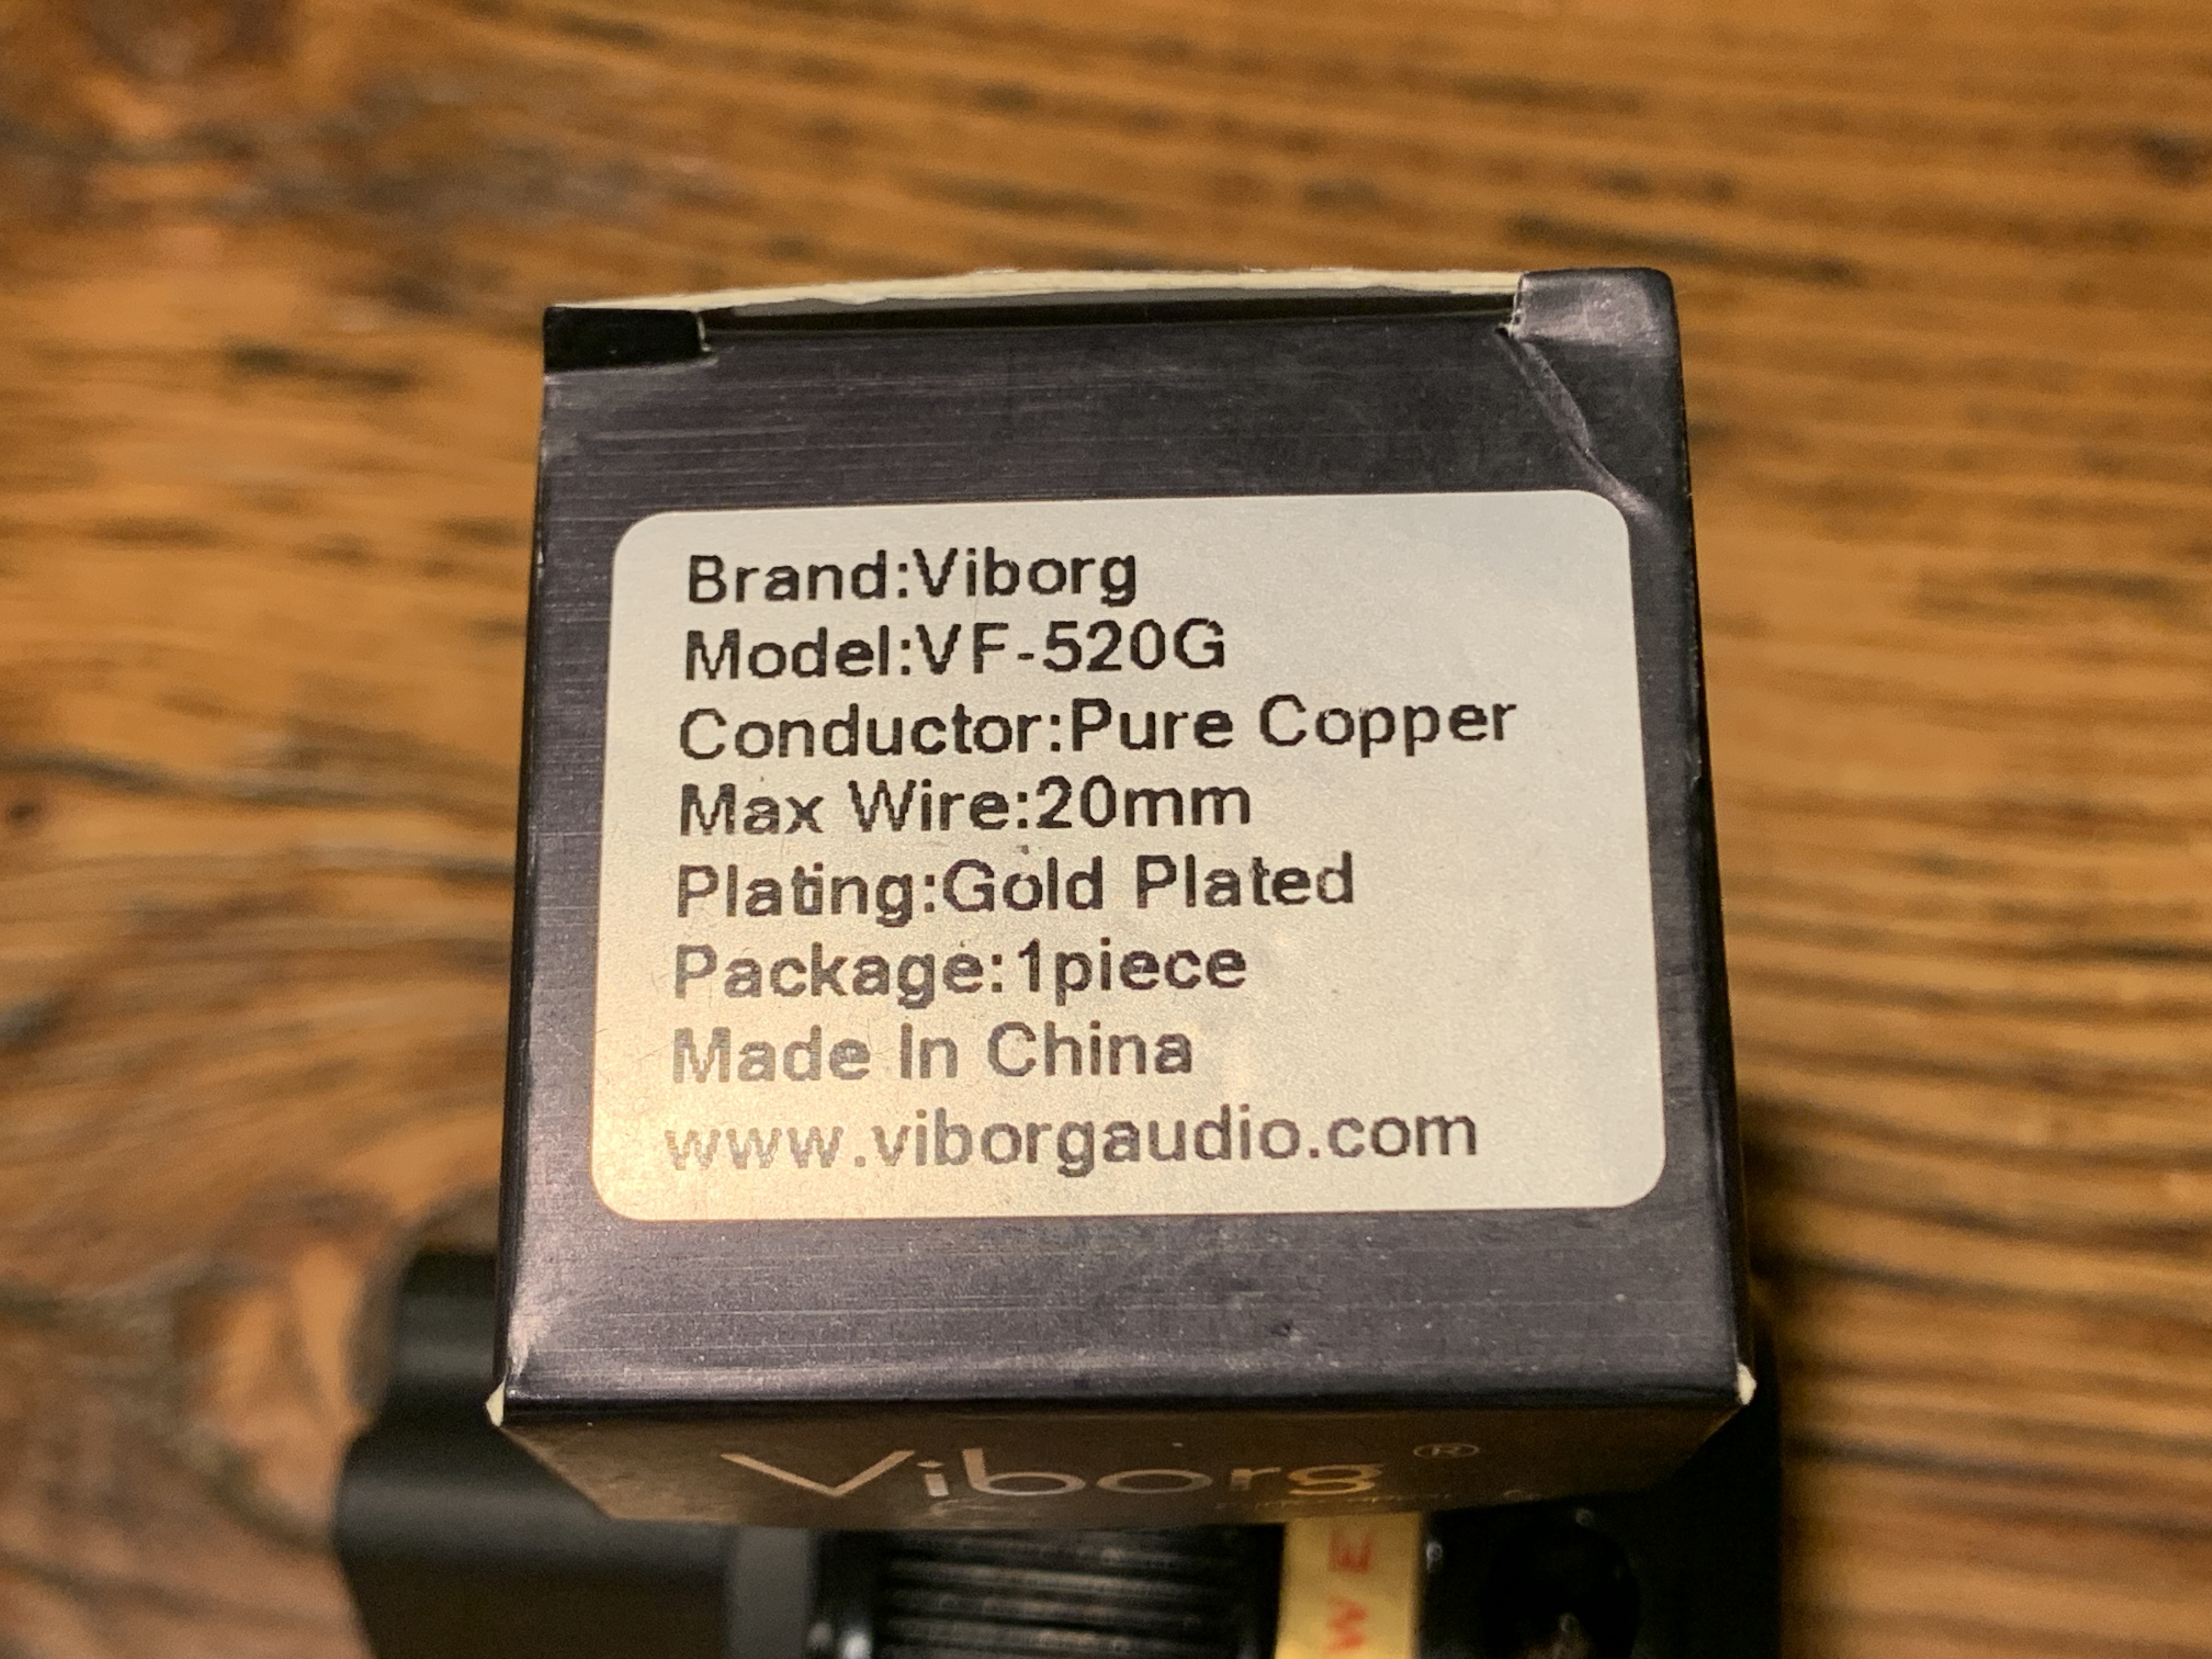 Brand:Viborg
Model:VF-520G
Conductor:Pure Copper
Max Wire:20mm
Plating:Gold Plated
Package:1piece
Made In China
www.viborgaudio.com
Viborg ®
W E